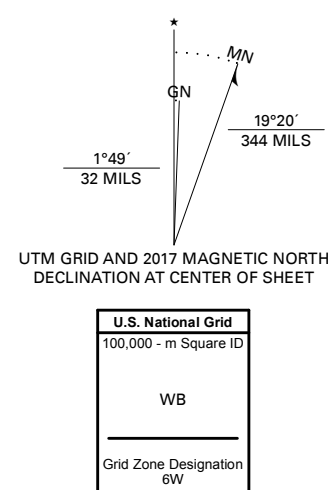 ★
MN
GN
19°20´
344 MILS
1°49´
32 MILS
UTM GRID AND 2017 MAGNETIC NORTH
DECLINATION AT CENTER OF SHEET
U.S. National Grid
100,000 - m Square ID
WB
Grid Zone Designation
6W